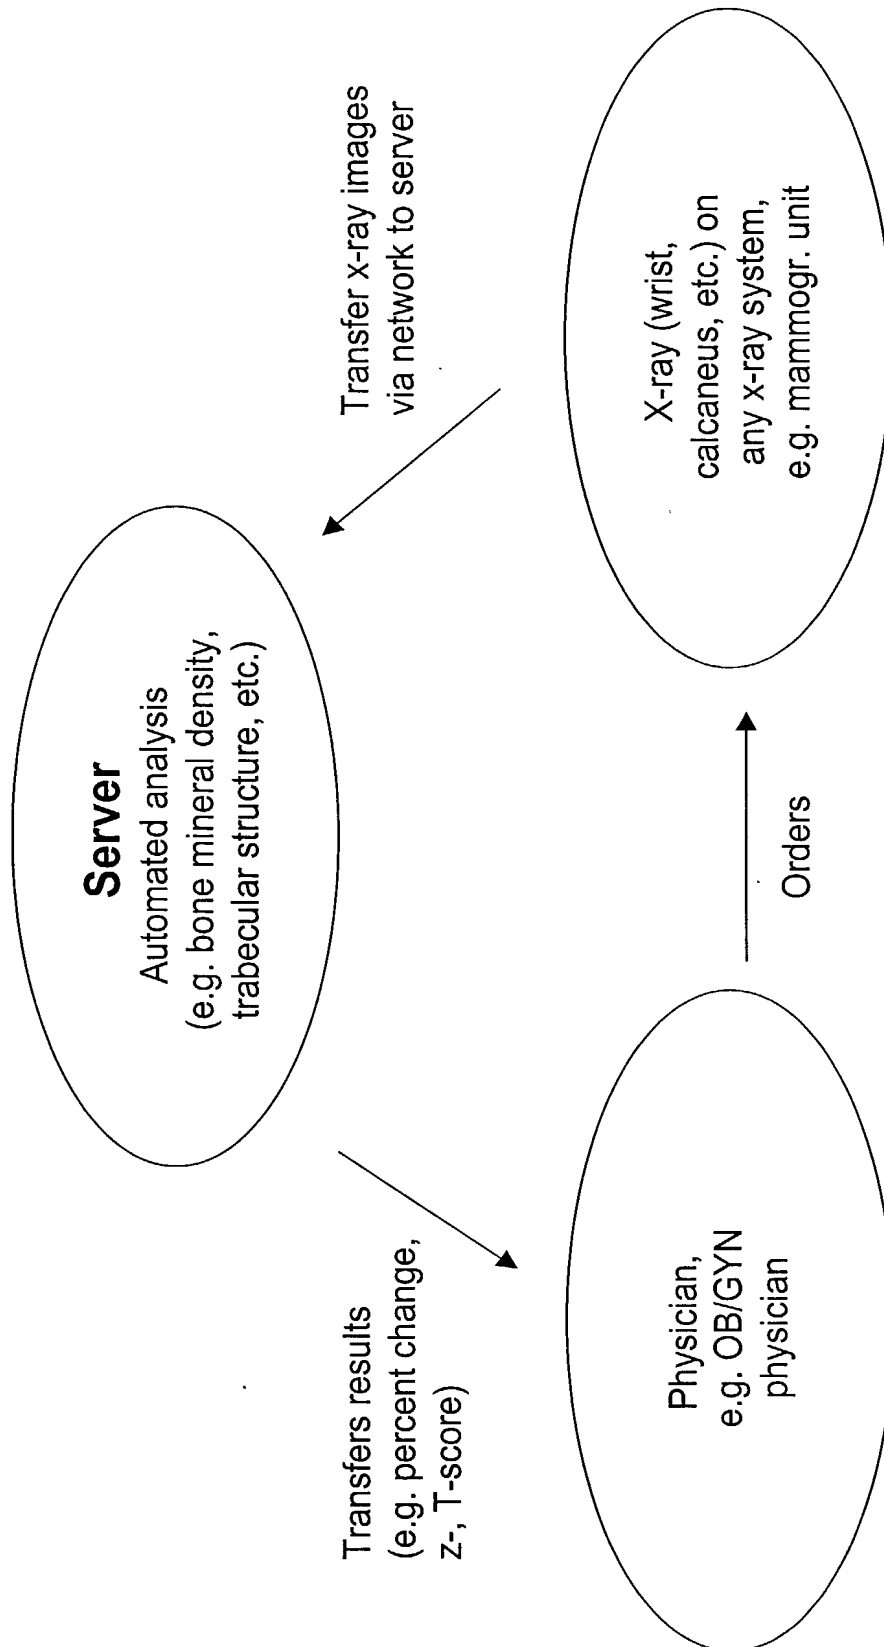 Server
Automated analysis
(e.g. bone mineral density,
trabecular structure, etc.)
Transfers results
(e.g. percent change,
z-, T-score)
Transfer x-ray images
via network to server
Physician,
e.g. OB/GYN
physician
Orders
X-ray (wrist,
calcaneus, etc.) on
any x-ray system,
e.g. mammogr. unit